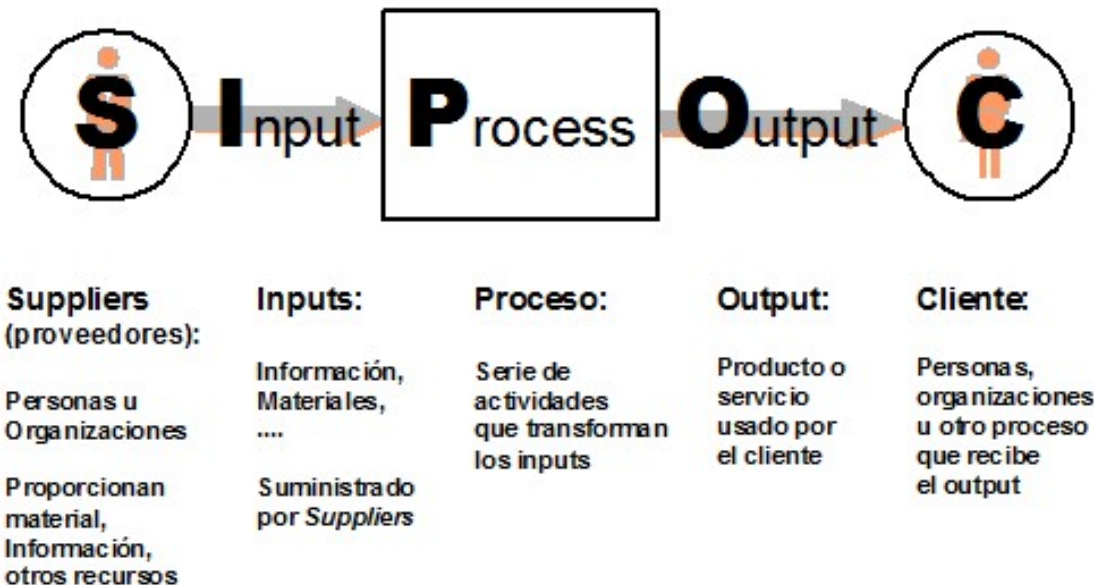 S Input Process Output C
Suppliers
(proveedores):
Personas u
Organizaciones
Proporcionan
material,
Información,
otros recursos
Inputs:
Información,
Materiales,
....
Suministrado
por Suppliers
Proceso:
Serie de
actividades
que transforman
los inputs
Output:
Producto o
servicio
usado por
el cliente
Cliente:
Personas,
organizaciones
u otro proceso
que recibe
el output